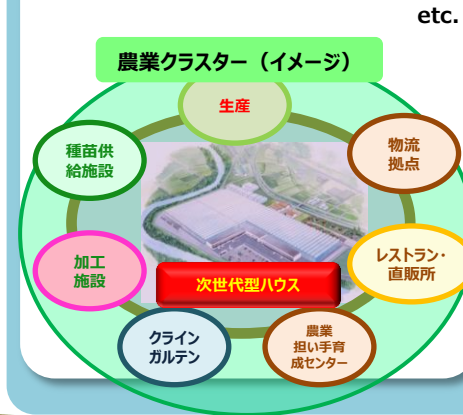 etc.
農業クラスター（イメージ）
生産
種苗供
給施設
物流
拠点
加工
施設
レストラン・
直販所
次世代型ハウス
クライン
ガルテン
農業
担い手育
成センター